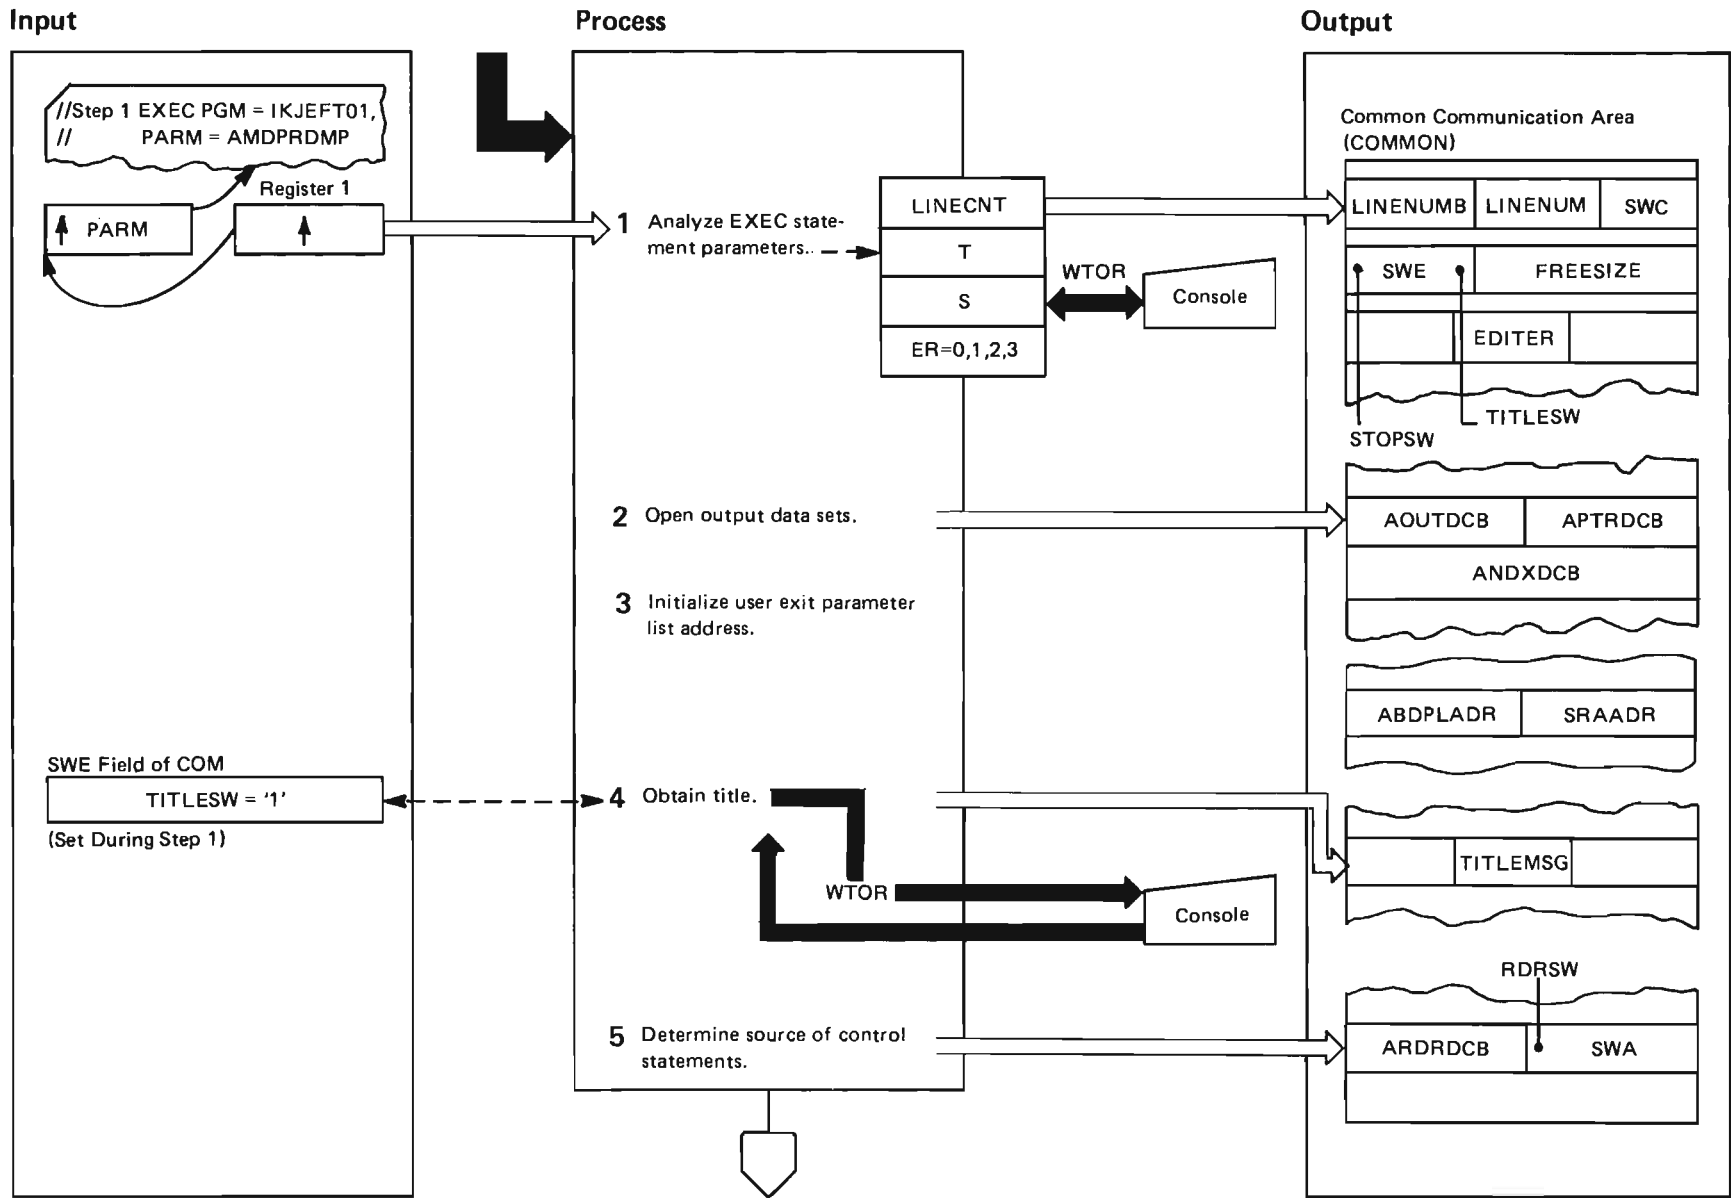 Input
Process
Output
//Step 1 EXEC PGM = IKJEFT01,
// PARM = AMDPRDMP
Register 1
PARM
1 Analyze EXEC state-
ment parameters..
LINECNT
T
S
ER=0,1,2,3
WTOR
Console
Common Communication Area
(COMMON)
LINENUMB LINENUM SWC
SWE FREESIZE
EDITER
TITLESW
STOPSW
2 Open output data sets.
AOUTDCB APTRDCB
ANDXDCB
3 Initialize user exit parameter
list address.
ABDPLADR SRAADR
SWE Field of COM
TITLESW = '1'
(Set During Step 1)
4 Obtain title.
WTOR
Console
TITLEMSG
RDRSW
5 Determine source of control
statements.
ARDRDCB SWA